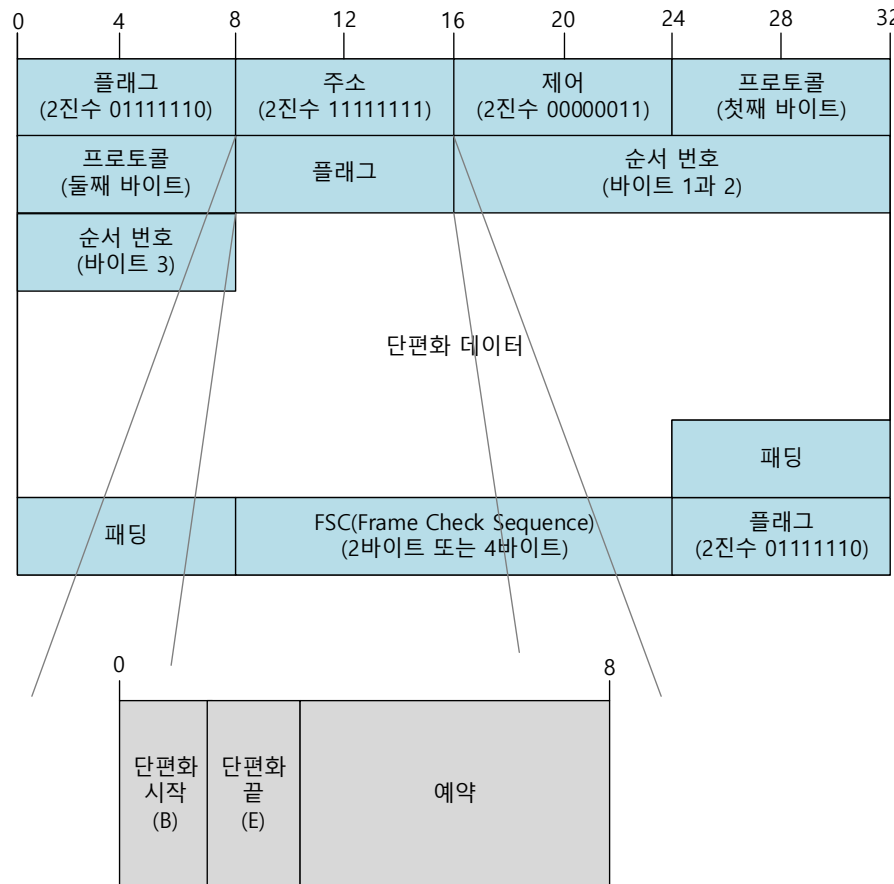 0 4 8 12 16 20 24 28 32
플래그
(2진수 01111110)
주소
(2진수 11111111)
제어
(2진수 00000011)
프로토콜
(첫째 바이트)
프로토콜
(둘째 바이트)
플래그
순서 번호
(바이트 1과 2)
순서 번호
(바이트 3)
단편화 데이터
패딩
패딩
FSC(Frame Check Sequence)
(2바이트 또는 4바이트)
플래그
(2진수 01111110)
0 8
단편화
시작
(B)
단편화
끝
(E)
예약